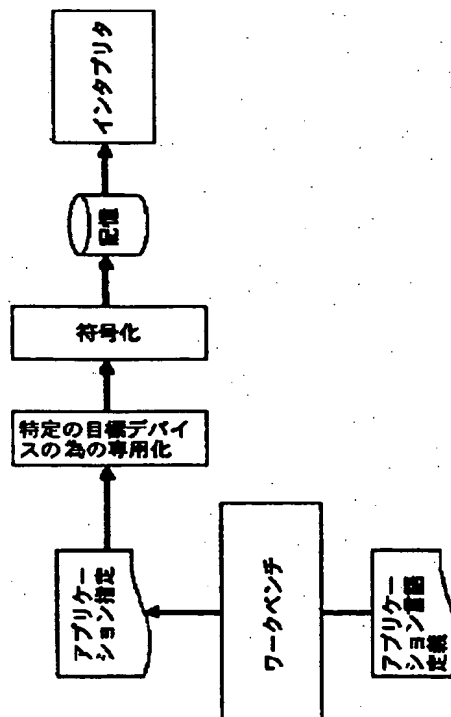 インタプリタ
記憶
符号化
特定の目標デバイ
スの為の専用化
アプリケー
ション指定
ワークベンチ
アプリケー
ション言語
定義